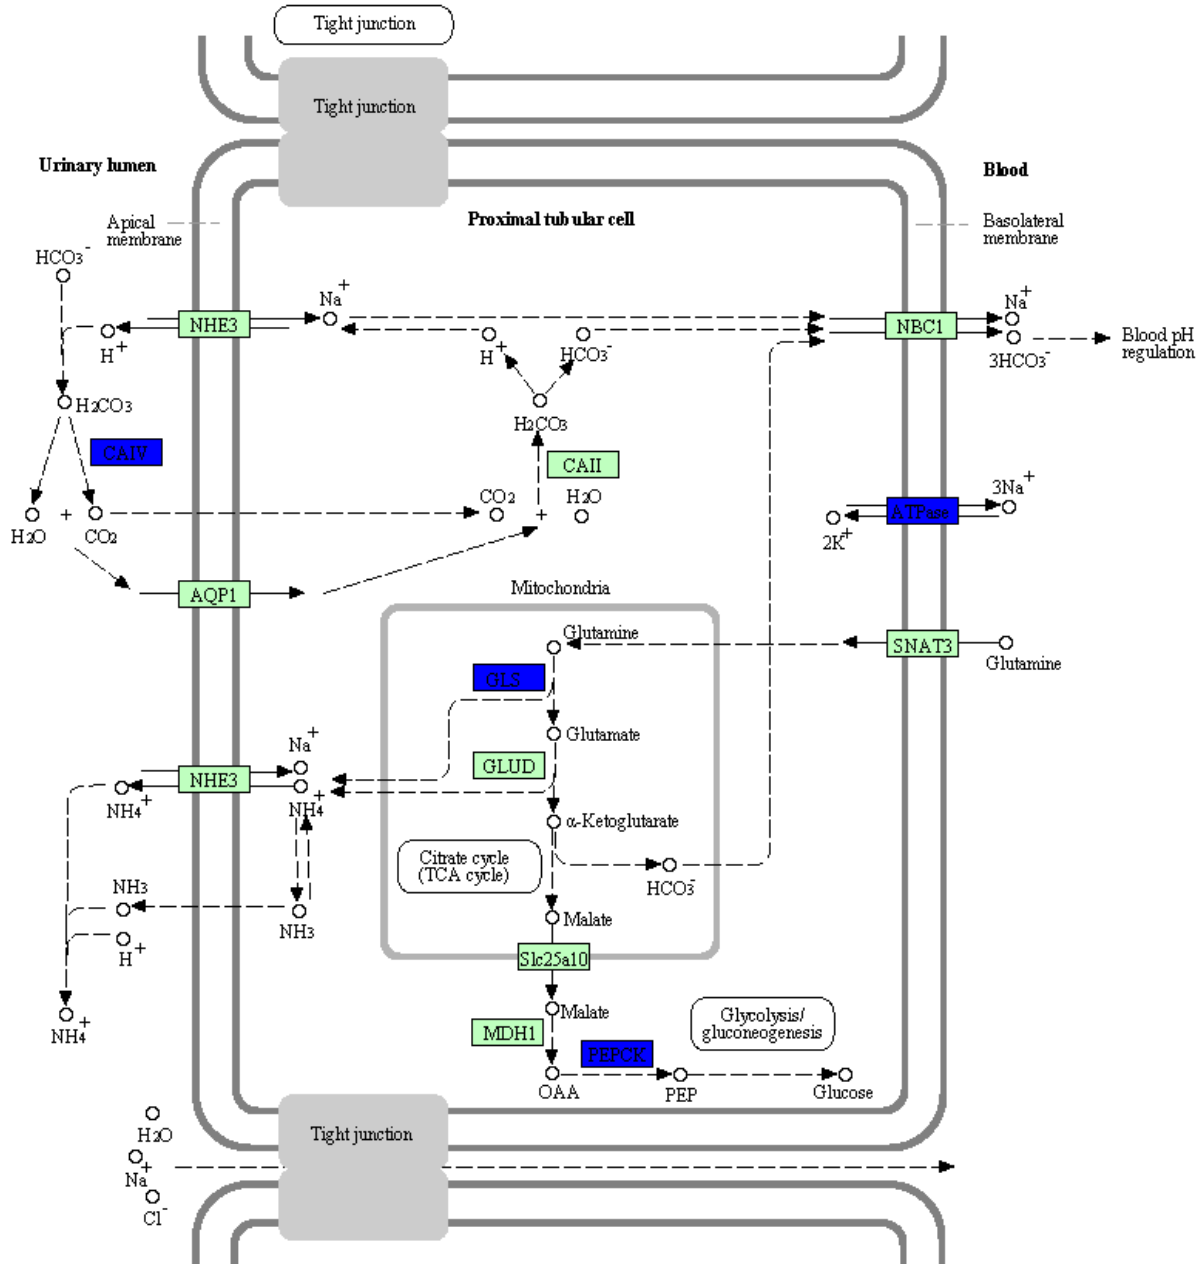 Tight junction
Tight junction
Urinary lumen
Blood
Apical
membrane
Proximal tubular cell
Basolateral
membrane
HCO3-
Na+
Na+
NHE3
NBC1
H+
H+
HCO3-
3HCO3-
Blood pH
regulation
H2CO3
H2CO3
CAIV
CAII
CO2
H2O
3Na+
ATPase
H2O
+
CO2
+
2K+
AQP1
Mitochondria
Glutamine
SNAT3
Glutamine
GLS
Glutamate
Na+
GLUD
NHE3
NH4+
NH4+
α-Ketoglutarate
Citrate cycle
(TCA cycle)
HCO3-
NH3
NH3
Malate
H+
Slc25a10
NH4+
Malate
Glycolysis/
gluconeogenesis
MDH1
PEPCK
OAA
PEP
Glucose
H2O
Tight junction
Na+
Cl-